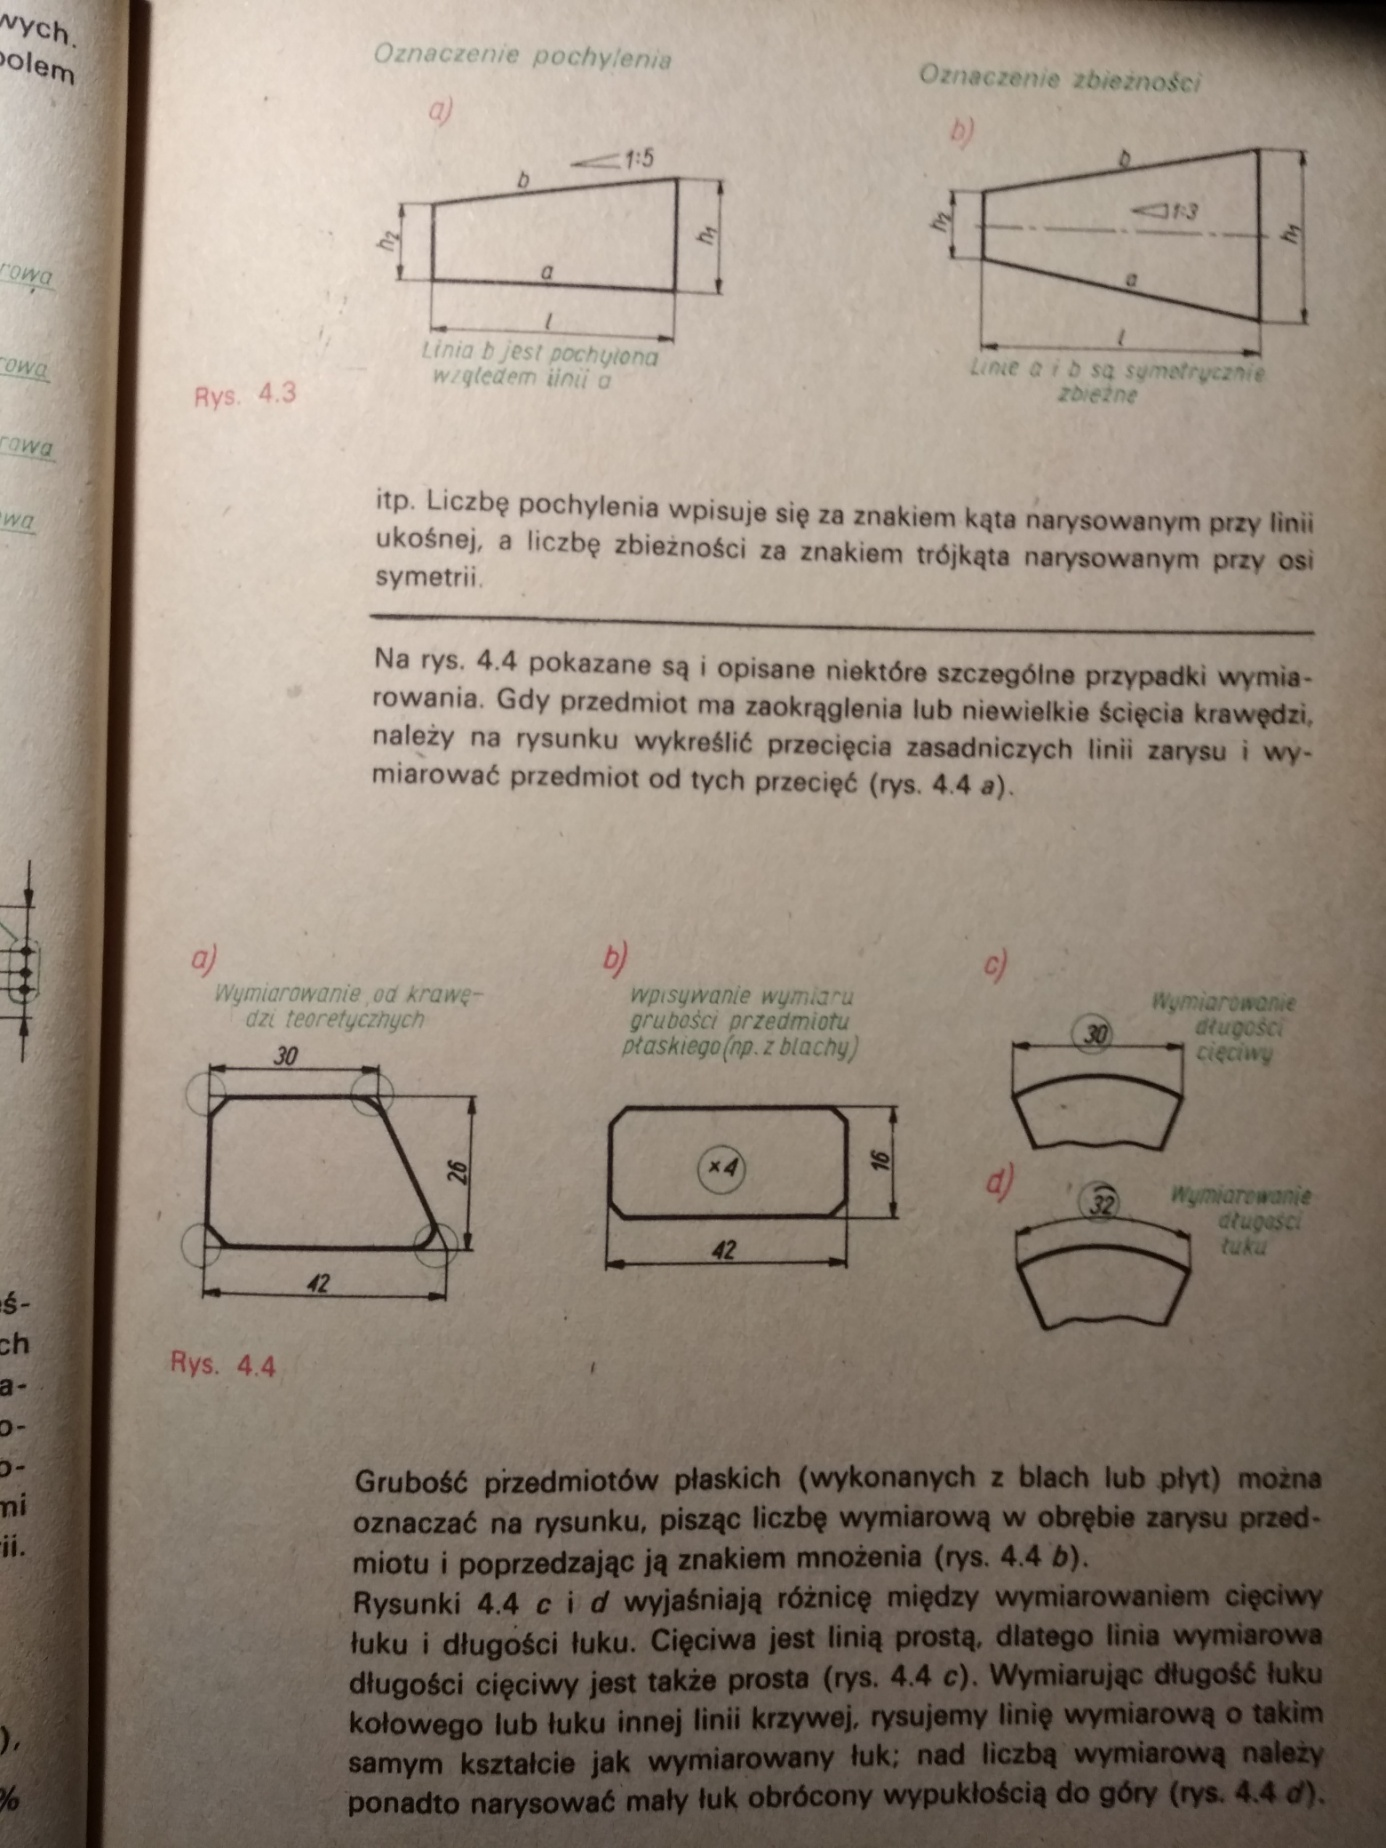 wych.
Oznaczenie pochylenia
Oznaczenie zbieżności
a)
b)
1:5
b
h2
h1
a
l
b
1:3
h2
h1
a
l
Linia b jest pochylona
względem linii a
Linie a i b są symetrycznie
zbieżne
Rys. 4.3
itp. Liczbę pochylenia wpisuje się za znakiem kąta narysowanym przy linii
ukośnej, a liczbę zbieżności za znakiem trójkąta narysowanym przy osi
symetrii.
Na rys. 4.4 pokazane są i opisane niektóre szczególne przypadki wymia-
rowania. Gdy przedmiot ma zaokrąglenia lub niewielkie ścięcia krawędzi,
należy na rysunku wykreślić przecięcia zasadniczych linii zarysu i wy-
miarować przedmiot od tych przecięć (rys. 4.4 a).
a)
Wymiarowanie od krawę-
dzi teoretycznych
30
26
42
b)
wpisywanie wymiaru
grubości przedmiotu
płaskiego (np. z blachy)
×4
16
42
c)
Wymiarowanie
długości
cięciwy
30
d)
Wymiarowanie
długości
łuku
32
Rys. 4.4
Grubość przedmiotów płaskich (wykonanych z blach lub płyt) można
oznaczać na rysunku, pisząc liczbę wymiarową w obrębie zarysu przed-
miotu i poprzedzając ją znakiem mnożenia (rys. 4.4 b).
Rysunki 4.4 c i d wyjaśniają różnicę między wymiarowaniem cięciwy
łuku i długości łuku. Cięciwa jest linią prostą, dlatego linia wymiarowa
długości cięciwy jest także prosta (rys. 4.4 c). Wymiarując długość łuku
kołowego lub łuku innej linii krzywej, rysujemy linię wymiarową o takim
samym kształcie jak wymiarowany łuk; nad liczbą wymiarową należy
ponadto narysować mały łuk obrócony wypukłością do góry (rys. 4.4 d).